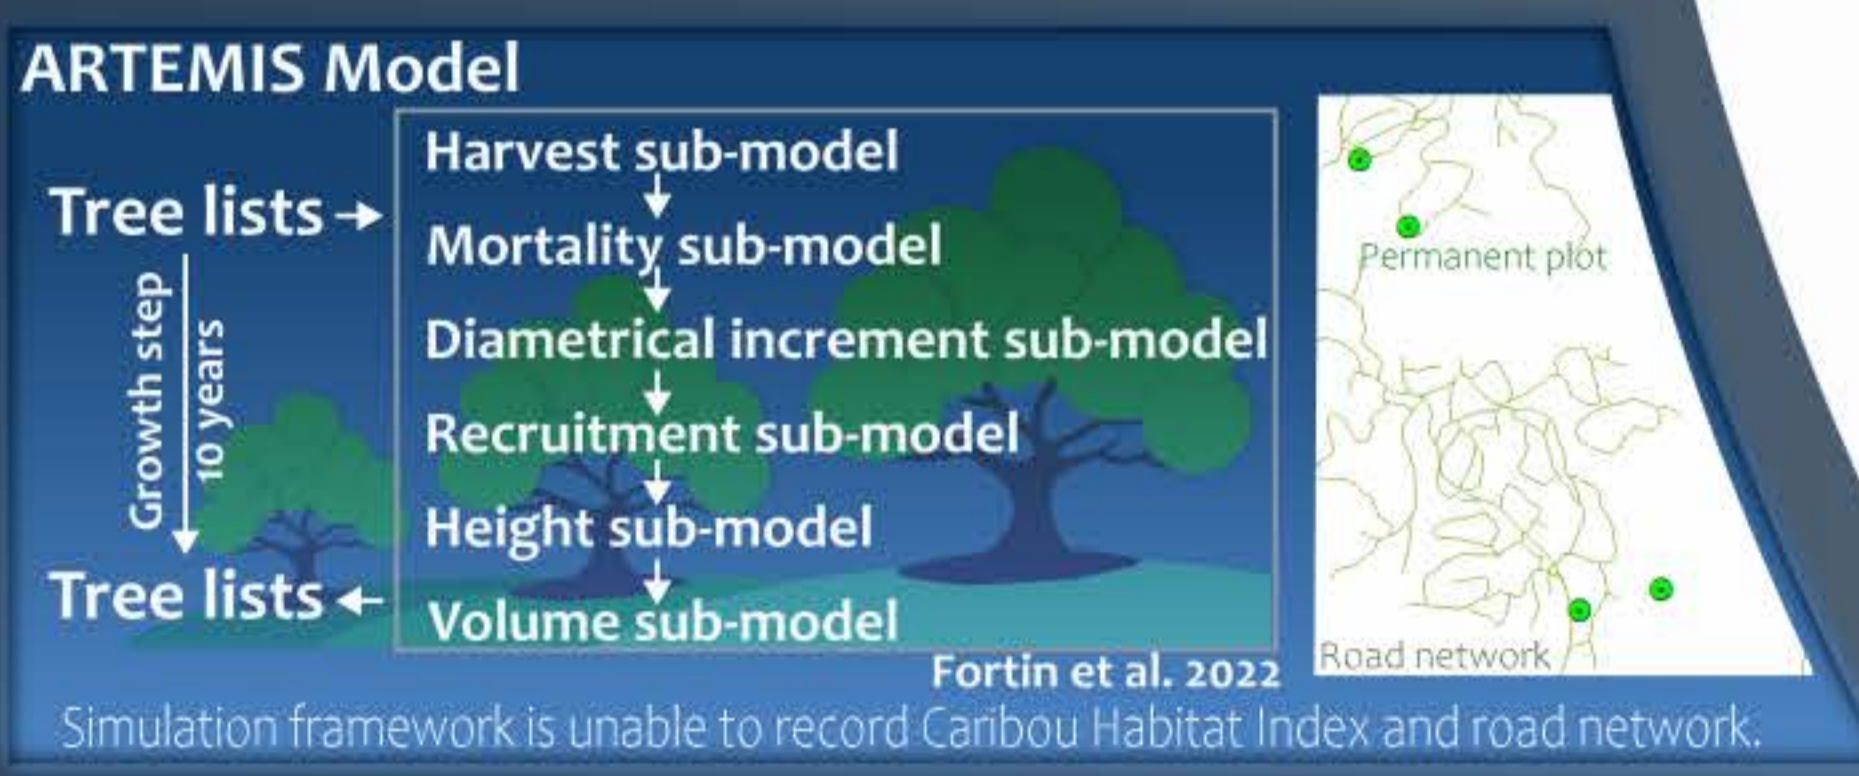 ARTEMIS Model
Tree lists
Growth step
10 years
Tree lists
Harvest sub-model
Mortality sub-model
Diametrical increment sub-model
Recruitment sub-model
Height sub-model
Volume sub-model
Fortin et al. 2022
Permanent plot
Road network
Simulation framework is unable to record Caribou Habitat Index and road network.